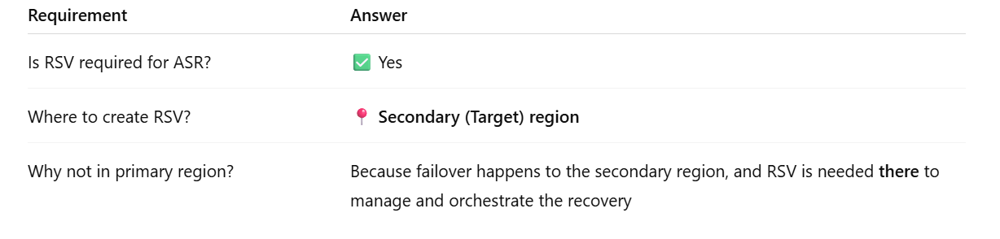 Requirement Answer
Is RSV required for ASR? ✅ Yes
Where to create RSV? 📍 Secondary (Target) region
Why not in primary region? Because failover happens to the secondary region, and RSV is needed there to
manage and orchestrate the recovery